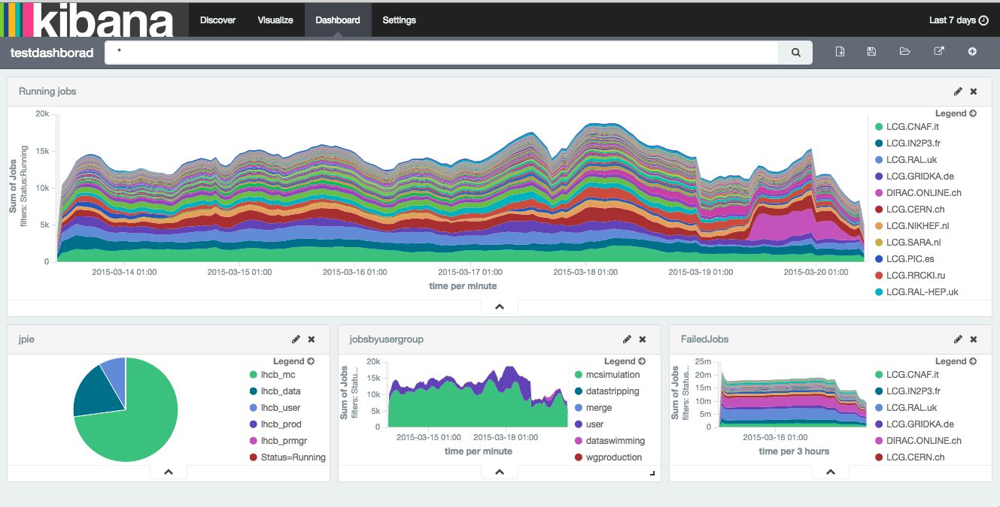 kibana Discover Visualize Dashboard Settings Last 7 days
testdashborad *
Running jobs
Legend
Sum of Jobs
filters: Status:Running
20k
15k
10k
5k
0
2015-03-14 01:00 2015-03-15 01:00 2015-03-16 01:00 2015-03-17 01:00 2015-03-18 01:00 2015-03-19 01:00 2015-03-20 01:00
time per minute
LCG.CNAF.it
LCG.IN2P3.fr
LCG.RAL.uk
LCG.GRIDKA.de
DIRAC.ONLINE.ch
LCG.CERN.ch
LCG.NIKHEF.nl
LCG.SARA.nl
LCG.PIC.es
LCG.RRCKI.ru
LCG.RAL-HEP.uk
jpie
Legend
lhcb_mc
lhcb_data
lhcb_user
lhcb_prod
lhcb_prmgr
Status=Running
jobsbyusergroup
Legend
Sum of Jobs
filters: Statu...
20k
15k
10k
5k
0
2015-03-15 01:00 2015-03-18 01:00
time per minute
mcsimulation
datastripping
merge
user
dataswimming
wgproduction
FailedJobs
Legend
Sum of Jobs
filters: Status...
25m
20m
15m
10m
5m
0
2015-03-16 01:00
time per 3 hours
LCG.CNAF.it
LCG.IN2P3.fr
LCG.RAL.uk
LCG.GRIDKA.de
DIRAC.ONLINE.ch
LCG.CERN.ch